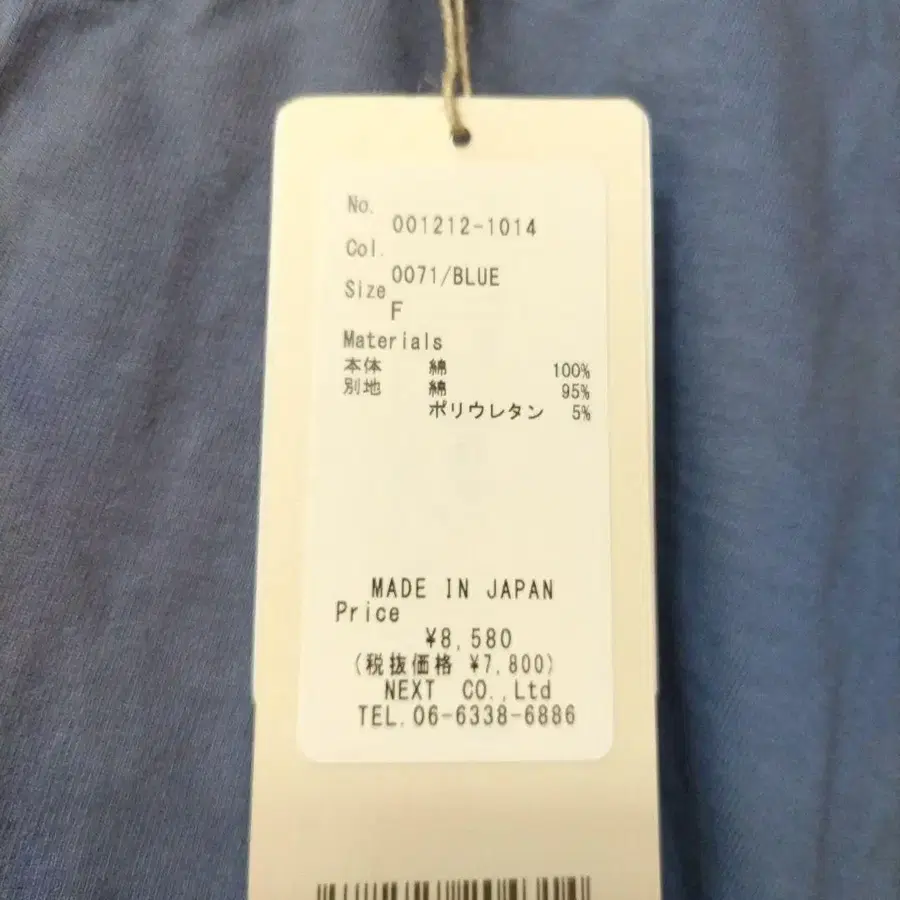 No.
001212-1014
Col.
0071/BLUE
Size
F
Materials
本体 綿 100%
別地 綿 95%
ポリウレタン 5%
MADE IN JAPAN
Price
¥8,580
(税抜価格 ¥7,800)
NEXT CO.,Ltd
TEL.06-6338-6886